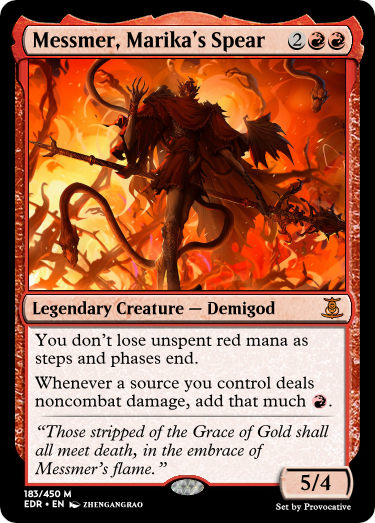 Messmer, Marika's Spear 2
Legendary Creature — Demigod
You don't lose unspent red mana as
steps and phases end.
Whenever a source you control deals
noncombat damage, add that much .
"Those stripped of the Grace of Gold shall
all meet death, in the embrace of
Messmer's flame."
5/4
183/450 M
EDR • EN ZHENGANGRAO
Set by Provocative